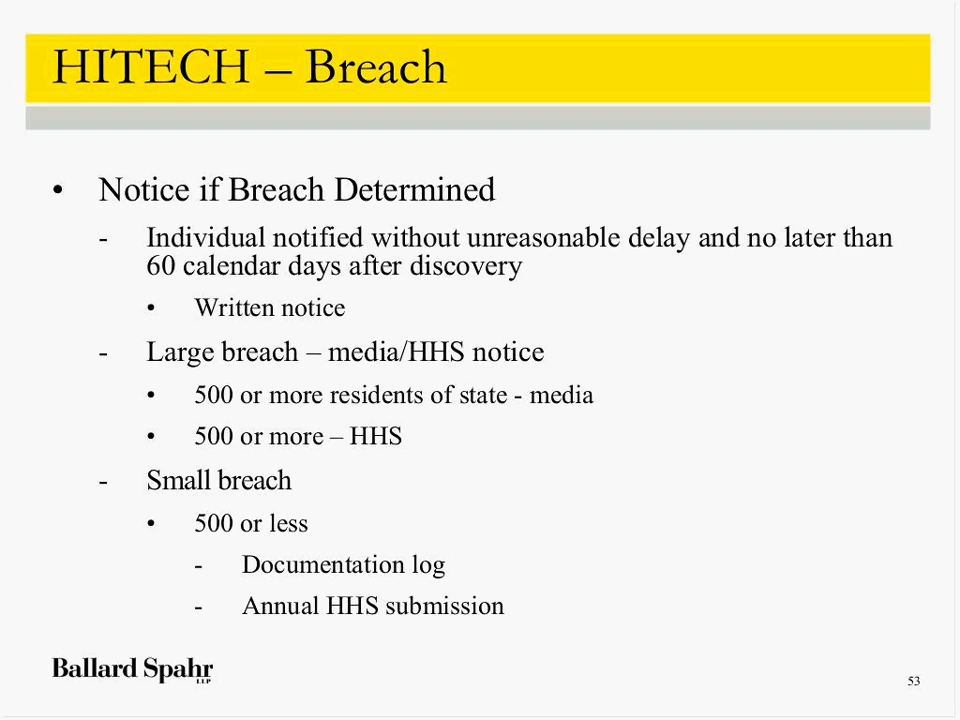 HITECH – Breach
• Notice if Breach Determined
- Individual notified without unreasonable delay and no later than
60 calendar days after discovery
• Written notice
- Large breach – media/HHS notice
• 500 or more residents of state - media
• 500 or more – HHS
- Small breach
• 500 or less
- Documentation log
- Annual HHS submission
Ballard Spahr
LLP
53